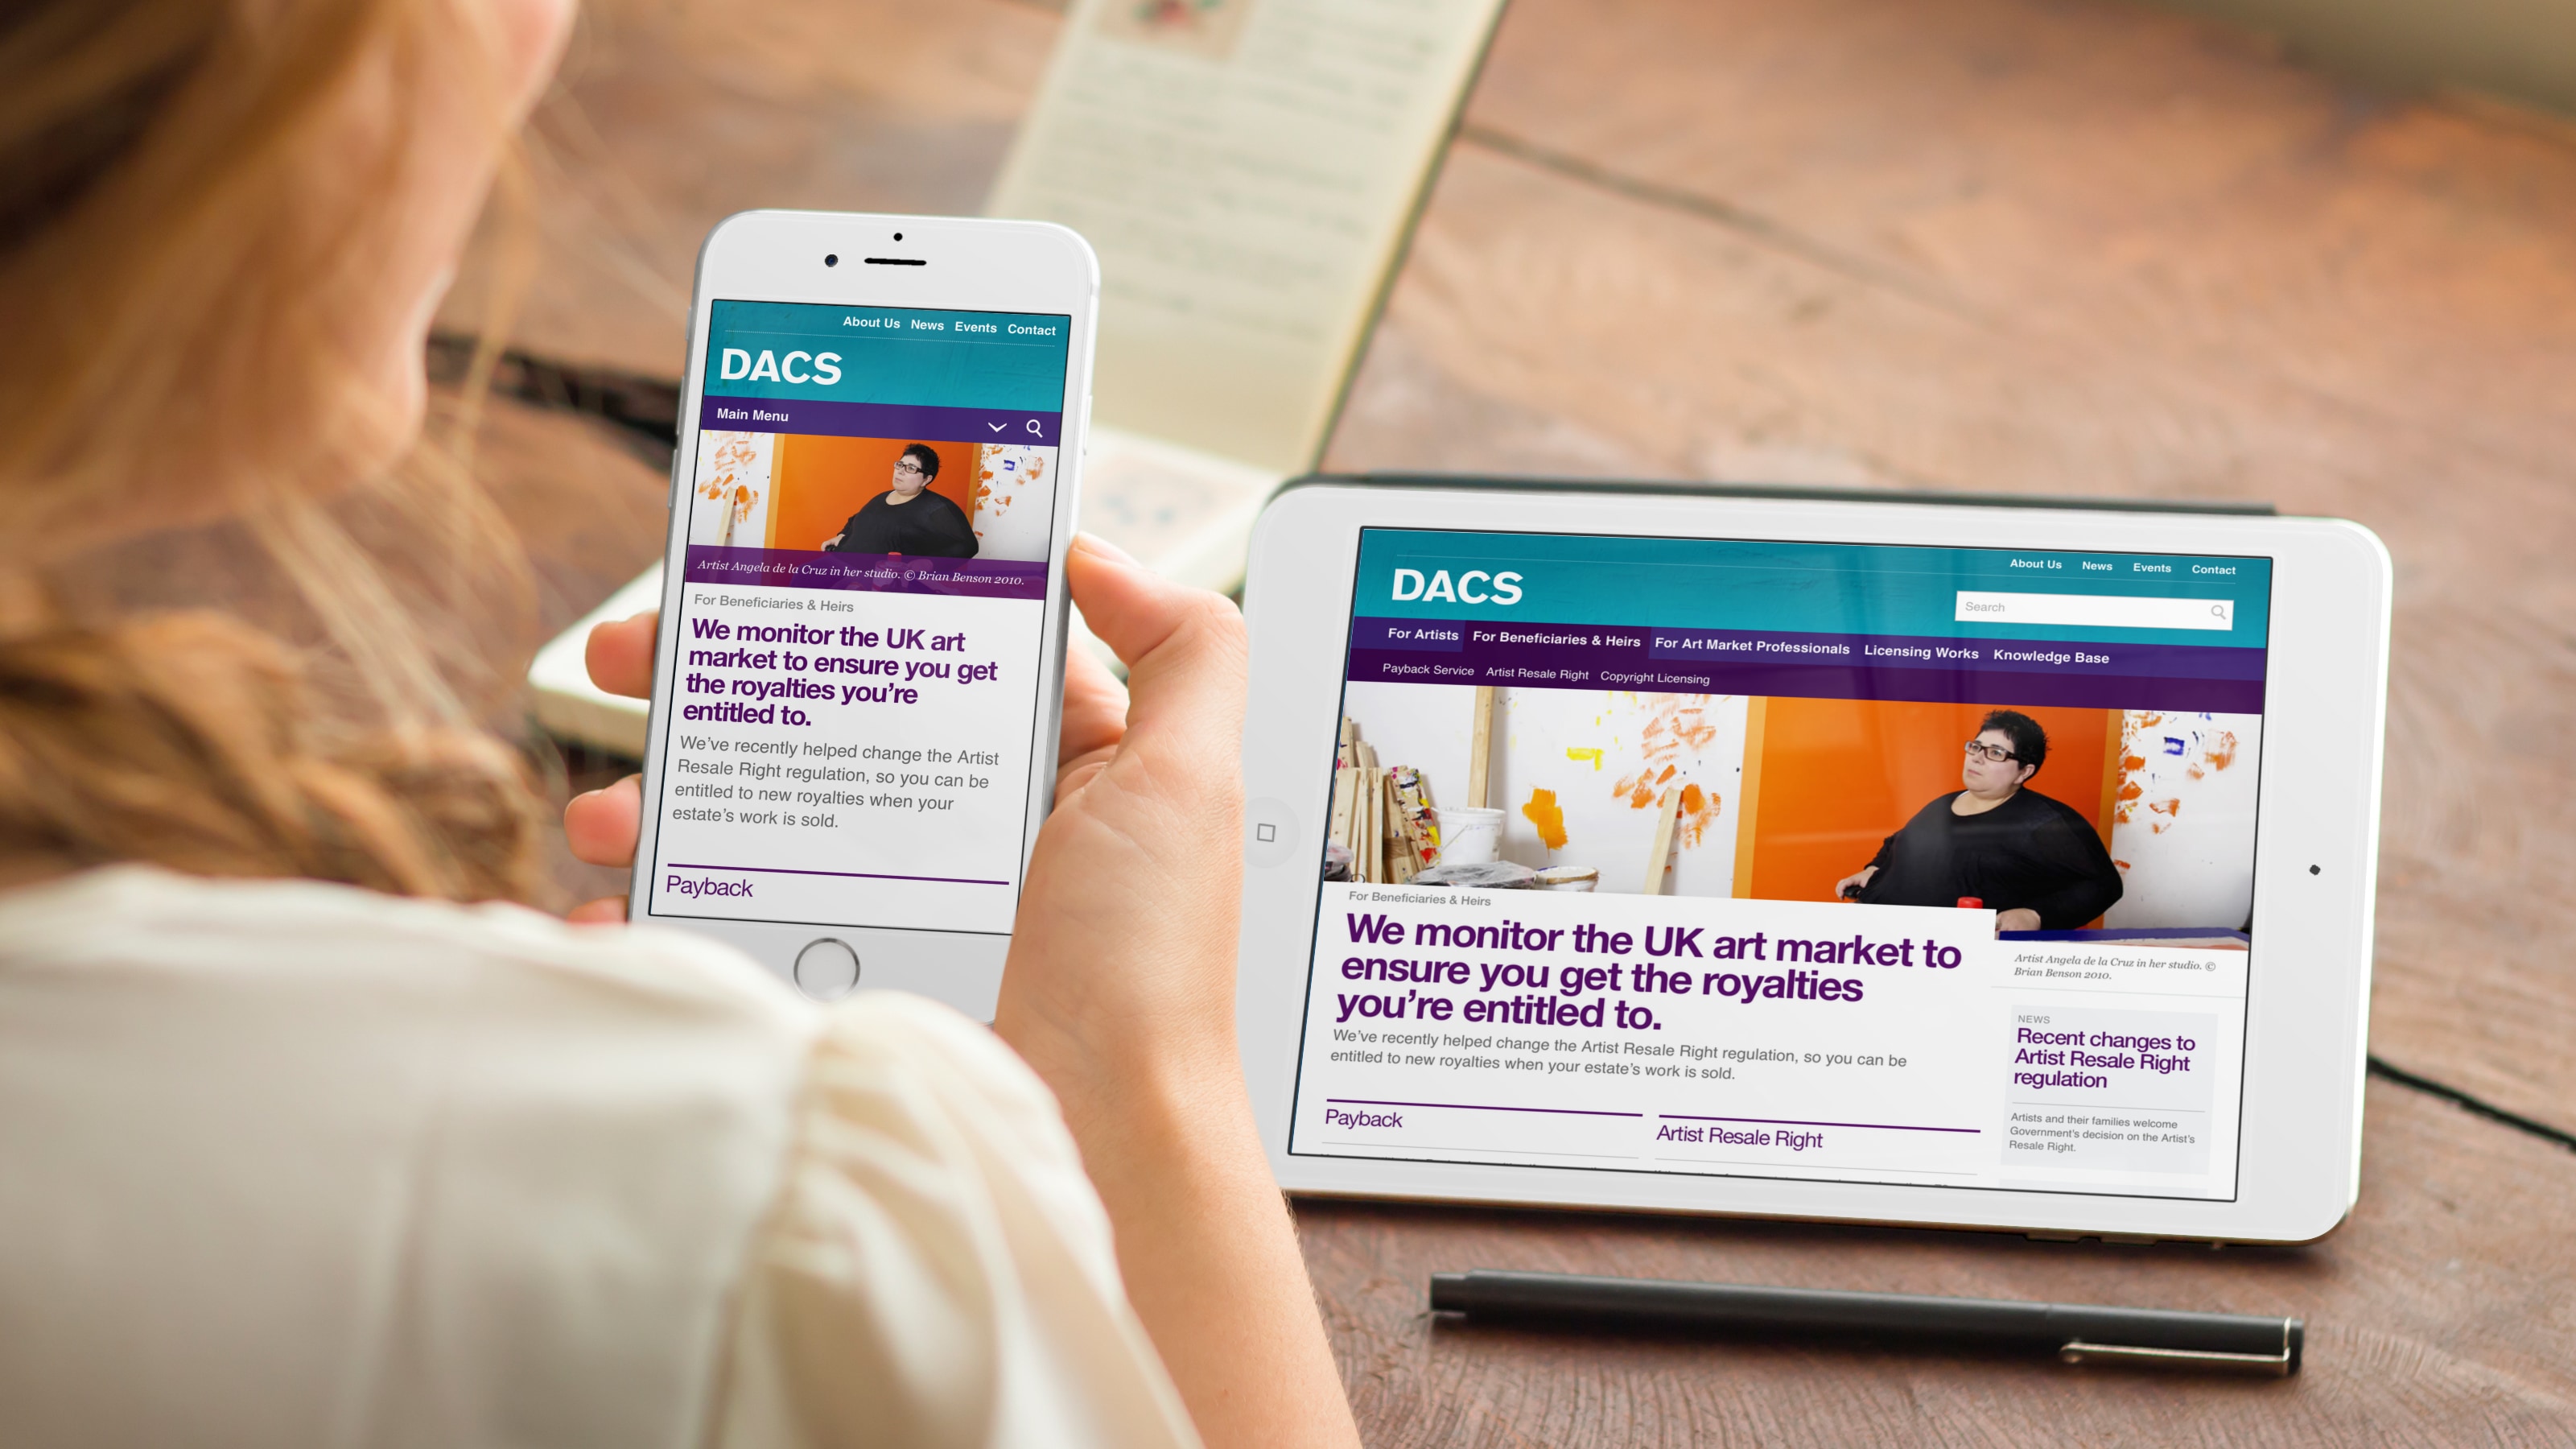 About Us News Events Contact
DACS
Main Menu
Artist Angela de la Cruz in her studio. © Brian Benson 2010.
For Beneficiaries & Heirs
We monitor the UK art
market to ensure you get
the royalties you're
entitled to.
We've recently helped change the Artist
Resale Right regulation, so you can be
entitled to new royalties when your
estate's work is sold.
Payback
About Us News Events Contact
DACS
Search
For Artists For Beneficiaries & Heirs For Art Market Professionals Licensing Works Knowledge Base
Payback Service Artist Resale Right Copyright Licensing
For Beneficiaries & Heirs
We monitor the UK art market to
ensure you get the royalties
you're entitled to.
We've recently helped change the Artist Resale Right regulation, so you can be
entitled to new royalties when your estate's work is sold.
Payback
Artist Resale Right
Artist Angela de la Cruz in her studio. ©
Brian Benson 2010.
NEWS
Recent changes to
Artist Resale Right
regulation
Artists and their families welcome
Government's decision on the Artist's
Resale Right.